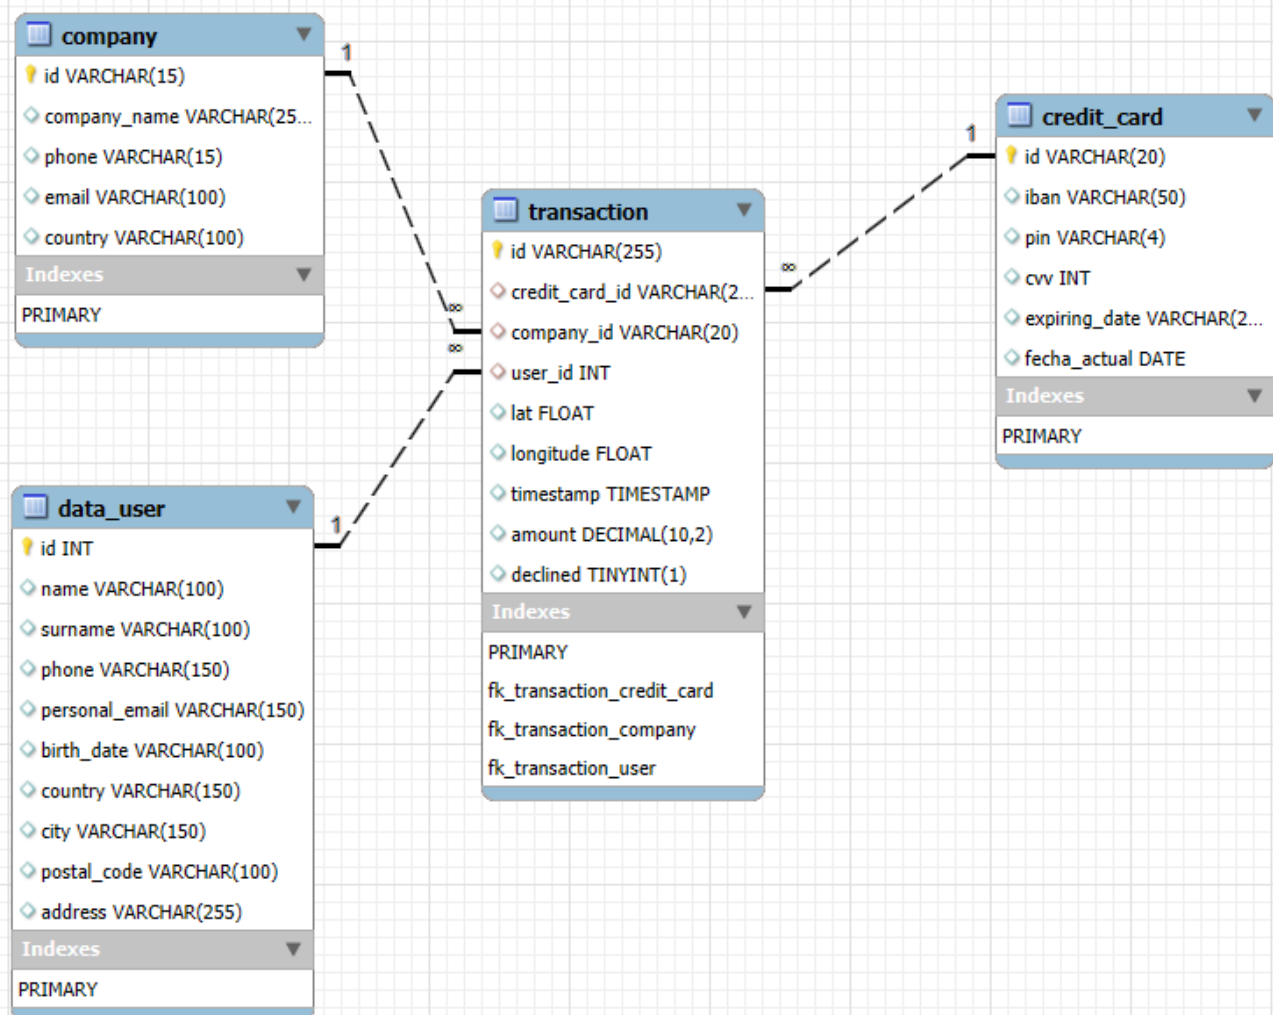 company
id VARCHAR(15)
company_name VARCHAR(25...
phone VARCHAR(15)
email VARCHAR(100)
country VARCHAR(100)
Indexes
PRIMARY
1
∞
∞
1
data_user
id INT
name VARCHAR(100)
surname VARCHAR(100)
phone VARCHAR(150)
personal_email VARCHAR(150)
birth_date VARCHAR(100)
country VARCHAR(150)
city VARCHAR(150)
postal_code VARCHAR(100)
address VARCHAR(255)
Indexes
PRIMARY
transaction
id VARCHAR(255)
credit_card_id VARCHAR(2...
company_id VARCHAR(20)
user_id INT
lat FLOAT
longitude FLOAT
timestamp TIMESTAMP
amount DECIMAL(10,2)
declined TINYINT(1)
Indexes
PRIMARY
fk_transaction_credit_card
fk_transaction_company
fk_transaction_user
∞
1
credit_card
id VARCHAR(20)
iban VARCHAR(50)
pin VARCHAR(4)
cvv INT
expiring_date VARCHAR(2...
fecha_actual DATE
Indexes
PRIMARY